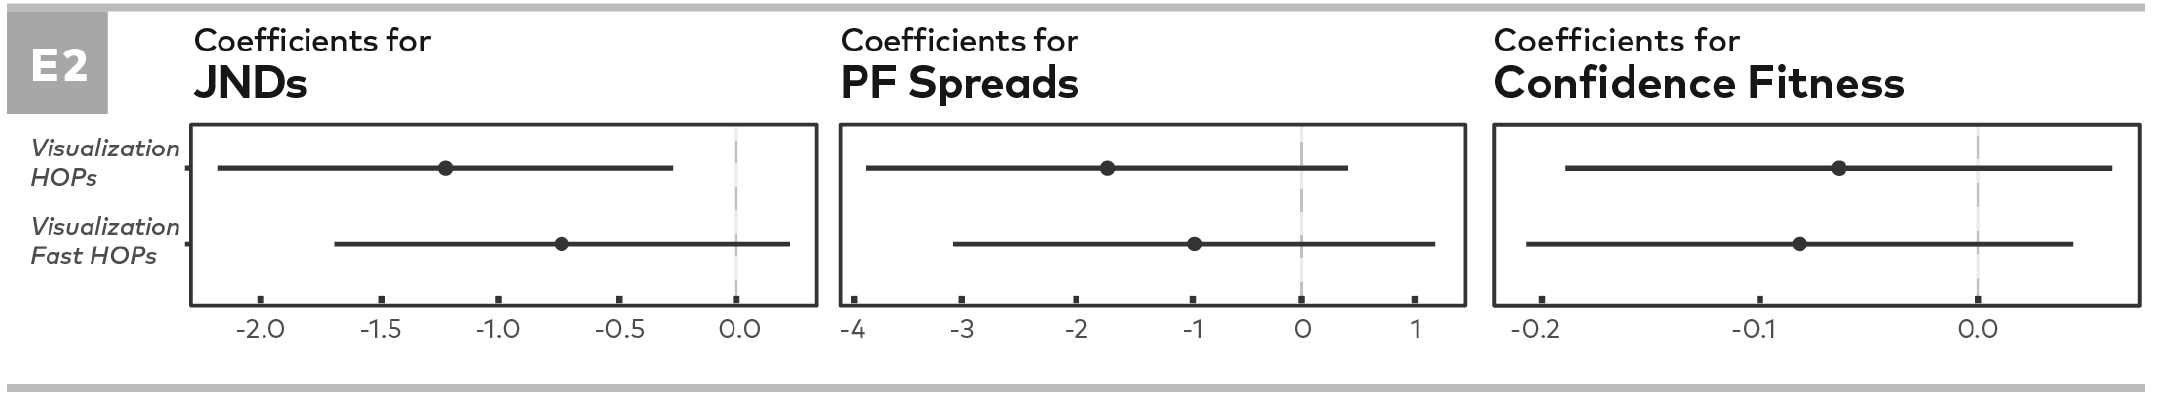 E2
Coefficients for
JNDs
Coefficients for
PF Spreads
Coefficients for
Confidence Fitness
Visualization
HOPs
Visualization
Fast HOPs
-2.0 -1.5 -1.0 -0.5 0.0
-4 -3 -2 -1 0 1
-0.2 -0.1 0.0